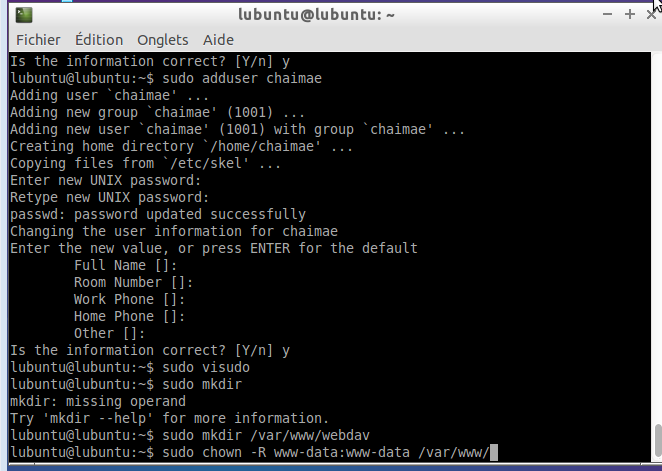 lubuntu@lubuntu: ~
Fichier Édition Onglets Aide
Is the information correct? [Y/n] y
lubuntu@lubuntu:~$ sudo adduser chaimae
Adding user `chaimae' ...
Adding new group `chaimae' (1001) ...
Adding new user `chaimae' (1001) with group `chaimae' ...
Creating home directory `/home/chaimae' ...
Copying files from `/etc/skel' ...
Enter new UNIX password:
Retype new UNIX password:
passwd: password updated successfully
Changing the user information for chaimae
Enter the new value, or press ENTER for the default
        Full Name []:
        Room Number []:
        Work Phone []:
        Home Phone []:
        Other []:
Is the information correct? [Y/n] y
lubuntu@lubuntu:~$ sudo visudo
lubuntu@lubuntu:~$ sudo mkdir
mkdir: missing operand
Try 'mkdir --help' for more information.
lubuntu@lubuntu:~$ sudo mkdir /var/www/webdav
lubuntu@lubuntu:~$ sudo chown -R www-data:www-data /var/www/